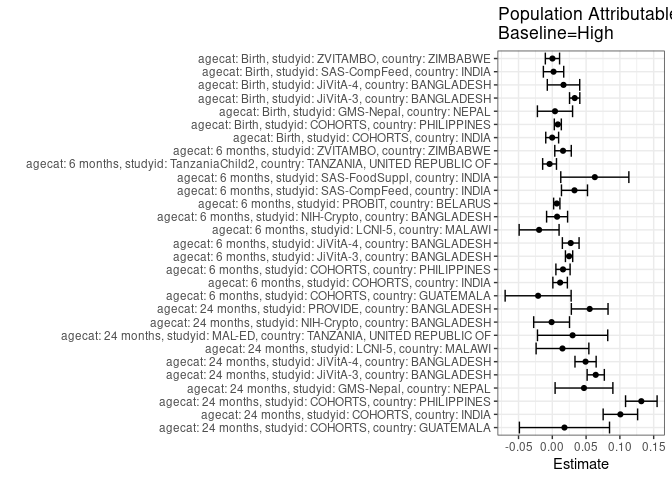 Population Attributable
Baseline=High
agecat: Birth, studyid: ZVITAMBO, country: ZIMBABWE
agecat: Birth, studyid: SAS-CompFeed, country: INDIA
agecat: Birth, studyid: JiVitA-4, country: BANGLADESH
agecat: Birth, studyid: JiVitA-3, country: BANGLADESH
agecat: Birth, studyid: GMS-Nepal, country: NEPAL
agecat: Birth, studyid: COHORTS, country: PHILIPPINES
agecat: Birth, studyid: COHORTS, country: INDIA
agecat: 6 months, studyid: ZVITAMBO, country: ZIMBABWE
agecat: 6 months, studyid: TanzaniaChild2, country: TANZANIA, UNITED REPUBLIC OF
agecat: 6 months, studyid: SAS-FoodSuppl, country: INDIA
agecat: 6 months, studyid: SAS-CompFeed, country: INDIA
agecat: 6 months, studyid: PROBIT, country: BELARUS
agecat: 6 months, studyid: NIH-Crypto, country: BANGLADESH
agecat: 6 months, studyid: LCNI-5, country: MALAWI
agecat: 6 months, studyid: JiVitA-4, country: BANGLADESH
agecat: 6 months, studyid: JiVitA-3, country: BANGLADESH
agecat: 6 months, studyid: COHORTS, country: PHILIPPINES
agecat: 6 months, studyid: COHORTS, country: INDIA
agecat: 6 months, studyid: COHORTS, country: GUATEMALA
agecat: 24 months, studyid: PROVIDE, country: BANGLADESH
agecat: 24 months, studyid: NIH-Crypto, country: BANGLADESH
agecat: 24 months, studyid: MAL-ED, country: TANZANIA, UNITED REPUBLIC OF
agecat: 24 months, studyid: LCNI-5, country: MALAWI
agecat: 24 months, studyid: JiVitA-4, country: BANGLADESH
agecat: 24 months, studyid: JiVitA-3, country: BANGLADESH
agecat: 24 months, studyid: GMS-Nepal, country: NEPAL
agecat: 24 months, studyid: COHORTS, country: PHILIPPINES
agecat: 24 months, studyid: COHORTS, country: INDIA
agecat: 24 months, studyid: COHORTS, country: GUATEMALA
-0.05 0.00 0.05 0.10 0.15
Estimate